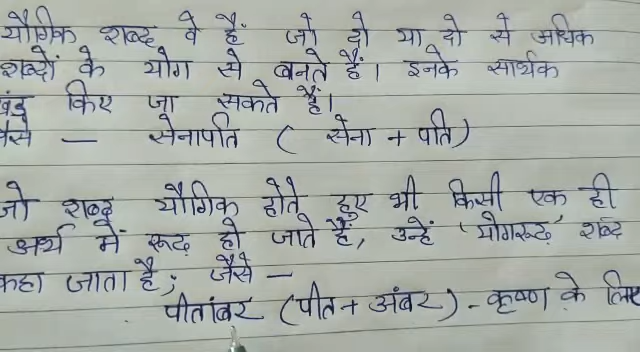 यौगिक शब्द वे हैं जो दो या दो से अधिक
शब्दों के योग से बनते हैं। इनके सार्थक
खंड किए जा सकते हैं।
जैसे — सेनापति ( सेना + पति)
जो शब्द यौगिक होते हुए भी किसी एक ही
अर्थ में रूढ़ हो जाते हैं, उन्हें 'योगरूढ़' शब्द
कहा जाता है; जैसे —
पीतांबर (पीत + अंबर) - कृष्ण के लिए